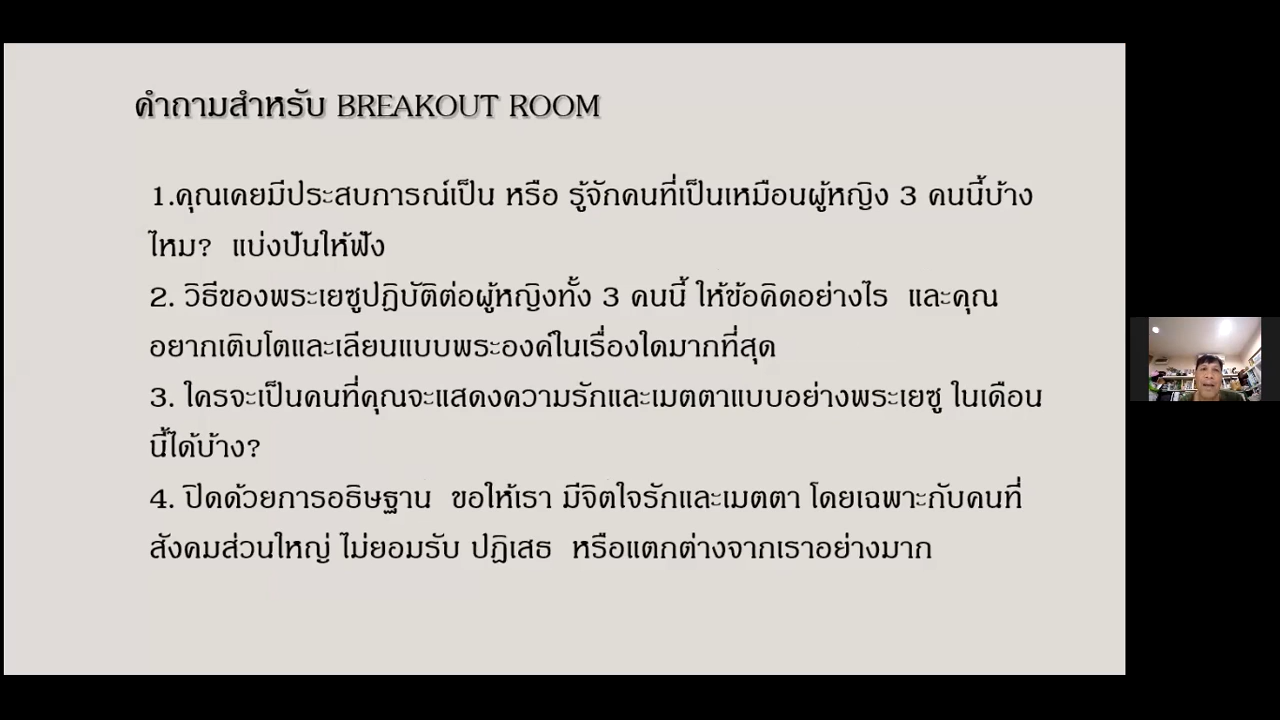 คำถามสำหรับ BREAKOUT ROOM
1.คุณเคยมีประสบการณ์เป็น หรือ รู้จักคนที่เป็นเหมือนผู้หญิง 3 คนนี้บ้าง
ไหม? แบ่งปันให้ฟัง
2. วิธีของพระเยซูปฏิบัติต่อผู้หญิงทั้ง 3 คนนี้ ให้ข้อคิดอย่างไร และคุณ
อยากเติบโตและเลียนแบบพระองค์ในเรื่องใดมากที่สุด
3. ใครจะเป็นคนที่คุณจะแสดงความรักและเมตตาแบบอย่างพระเยซู ในเดือน
นี้ได้บ้าง?
4. ปิดด้วยการอธิษฐาน ขอให้เรา มีจิตใจรักและเมตตา โดยเฉพาะกับคนที่
สังคมส่วนใหญ่ ไม่ยอมรับ ปฏิเสธ หรือแตกต่างจากเราอย่างมาก